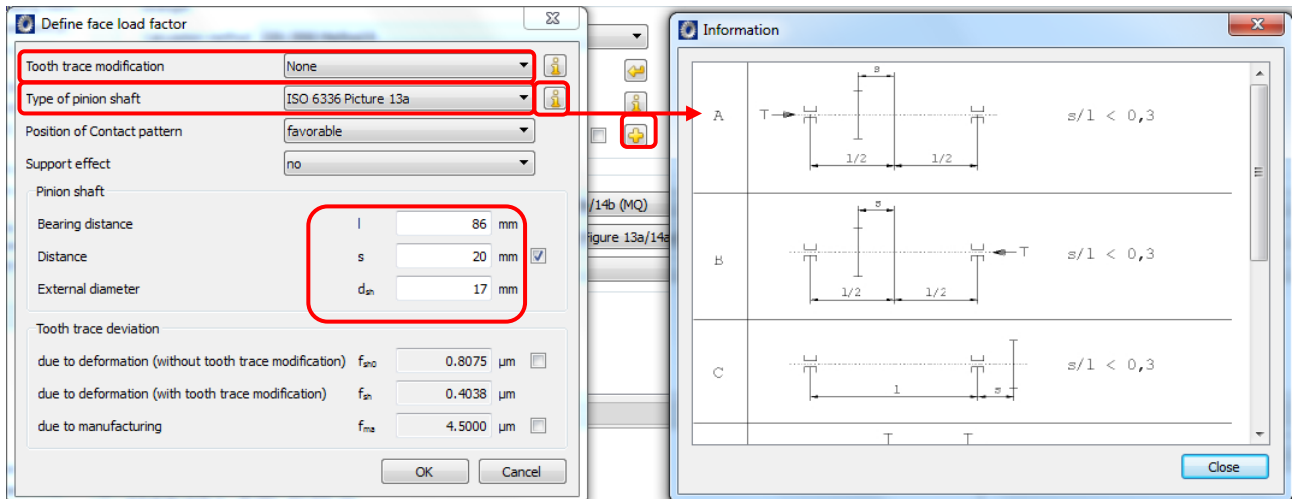 Define face load factor
Tooth trace modification None
Type of pinion shaft ISO 6336 Picture 13a
Position of Contact pattern favorable
Support effect no
Pinion shaft
Bearing distance l 86 mm
Distance s 20 mm
External diameter dsh 17 mm
Tooth trace deviation
due to deformation (without tooth trace modification) fsh0 0.8075 µm
due to deformation (with tooth trace modification) fsh 0.4038 µm
due to manufacturing fma 4.5000 µm
OK Cancel
/14b (MQ)
igure 13a/14a
Information
s
A T s/l < 0,3
l/2 l/2
s
B T s/l < 0,3
l/2 l/2
C s/l < 0,3
l s
T T
Close